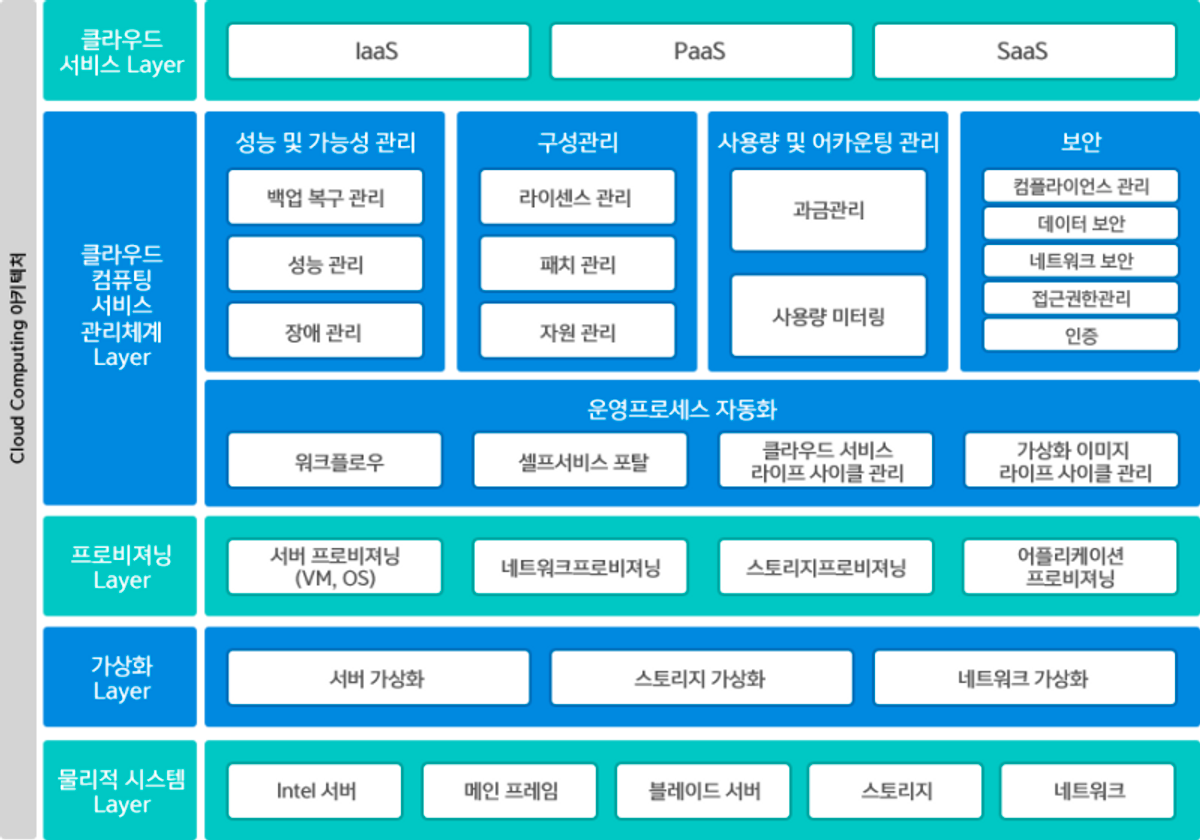 Cloud Computing 아키텍처
클라우드
서비스 Layer
IaaS
PaaS
SaaS
클라우드
컴퓨팅
서비스
관리체계
Layer
성능 및 가능성 관리
백업 복구 관리
성능 관리
장애 관리
구성관리
라이센스 관리
패치 관리
자원 관리
사용량 및 어카운팅 관리
과금관리
사용량 미터링
보안
컴플라이언스 관리
데이터 보안
네트워크 보안
접근권한관리
인증
운영프로세스 자동화
워크플로우
셀프서비스 포탈
클라우드 서비스
라이프 사이클 관리
가상화 이미지
라이프 사이클 관리
프로비져닝
Layer
서버 프로비져닝
(VM, OS)
네트워크프로비져닝
스토리지프로비져닝
어플리케이션
프로비져닝
가상화
Layer
서버 가상화
스토리지 가상화
네트워크 가상화
물리적 시스템
Layer
Intel 서버
메인 프레임
블레이드 서버
스토리지
네트워크